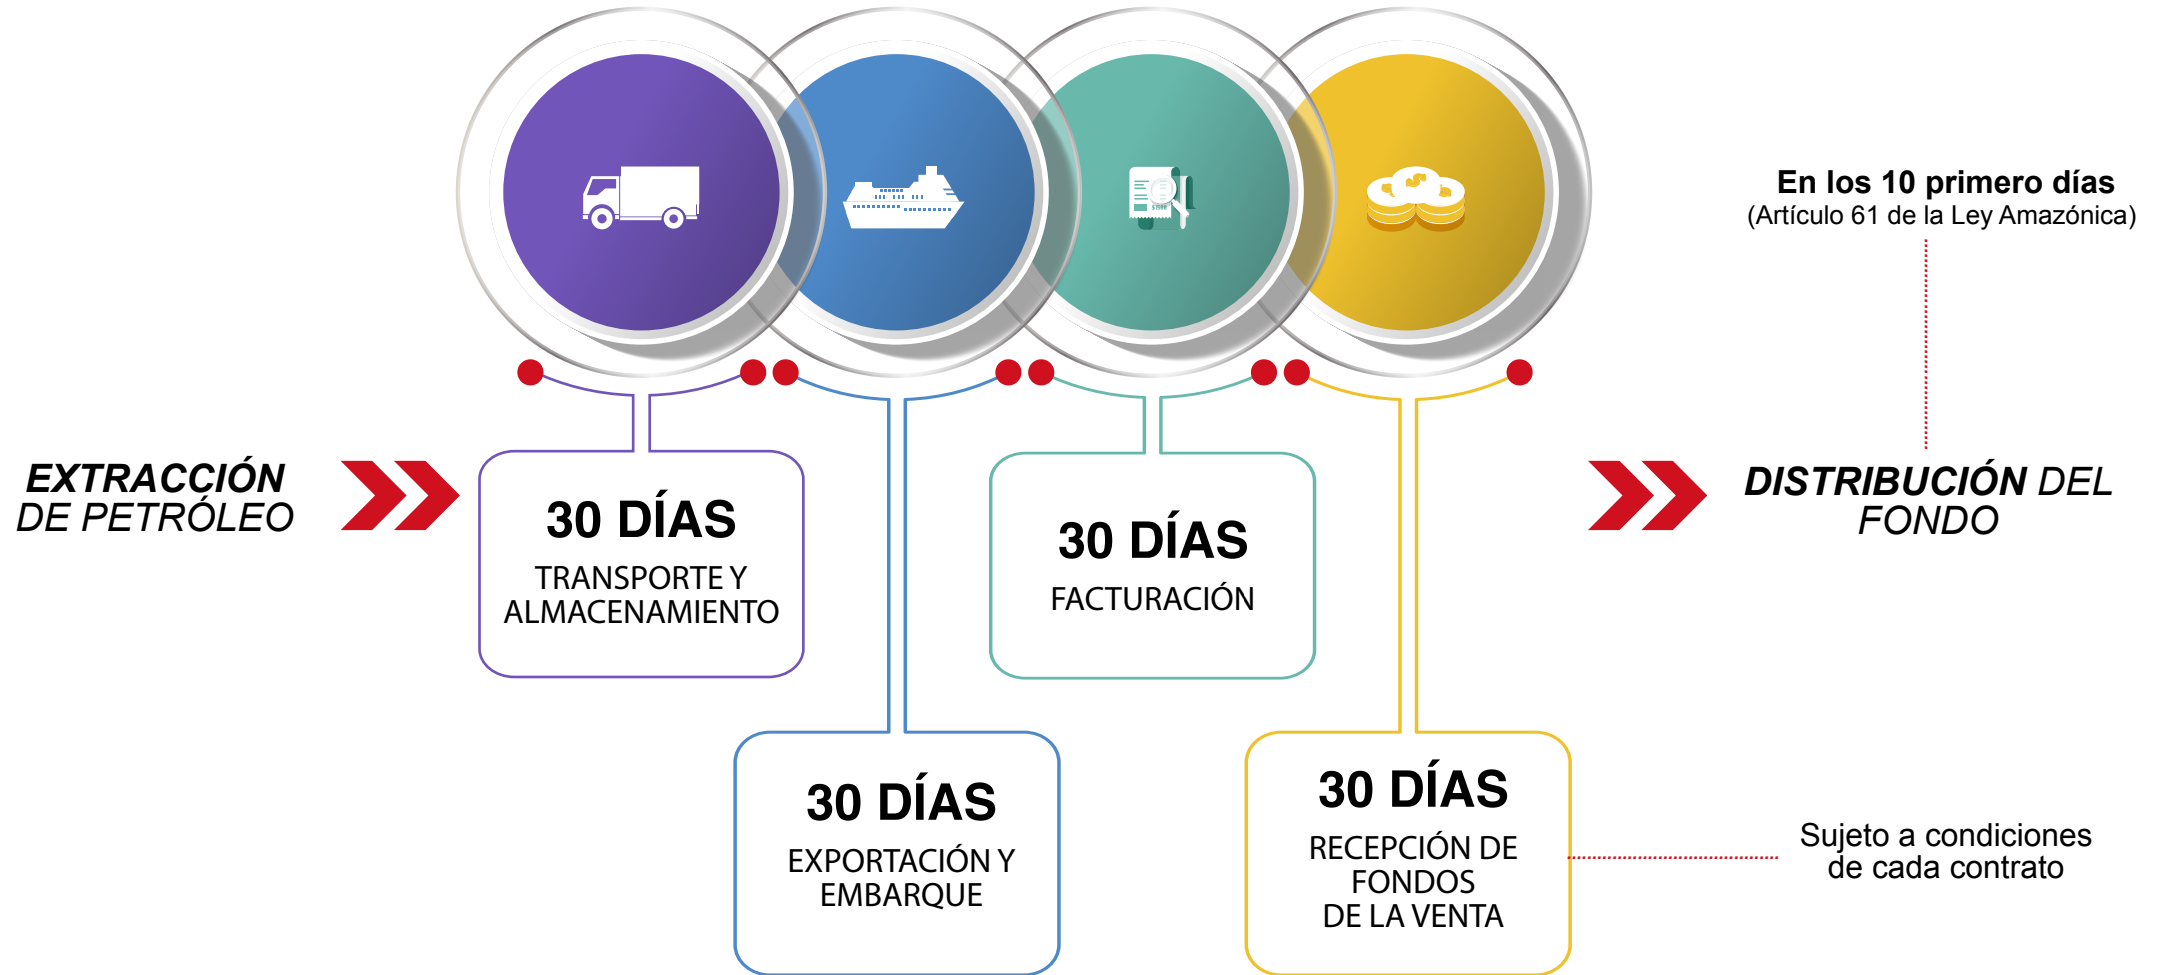 EXTRACCIÓN
DE PETRÓLEO
30 DÍAS
TRANSPORTE Y
ALMACENAMIENTO
30 DÍAS
EXPORTACIÓN Y
EMBARQUE
30 DÍAS
FACTURACIÓN
30 DÍAS
RECEPCIÓN DE
FONDOS
DE LA VENTA
Sujeto a condiciones
de cada contrato
En los 10 primero días
(Artículo 61 de la Ley Amazónica)
DISTRIBUCIÓN DEL
FONDO